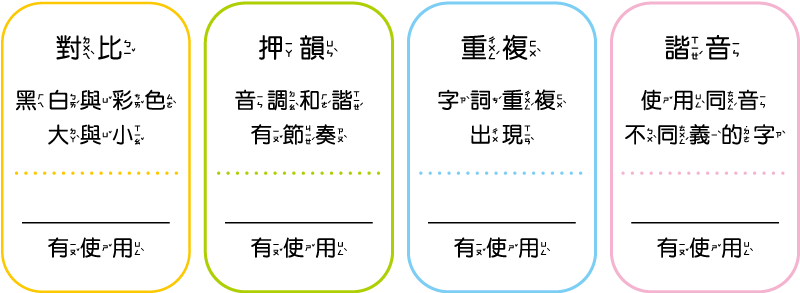 對比
黑白與彩色
大與小
有使用
押韻
音調和諧
有節奏
有使用
重複
字詞重複
出現
有使用
諧音
使用同音
不同義的字
有使用